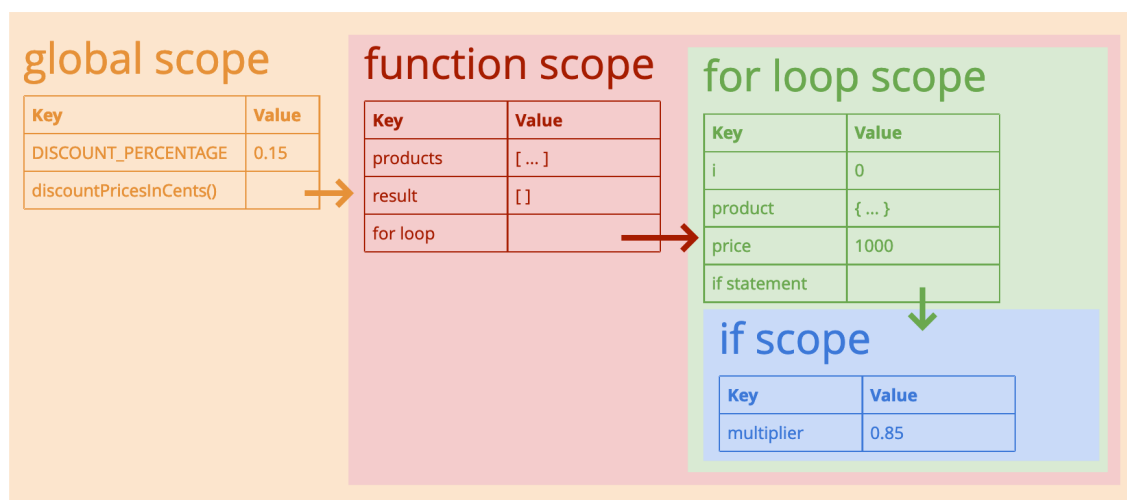 global scope
Key Value
DISCOUNT_PERCENTAGE 0.15
discountPricesInCents()
function scope
Key Value
products [ ... ]
result [ ]
for loop
for loop scope
Key Value
i 0
product { ... }
price 1000
if statement
if scope
Key Value
multiplier 0.85